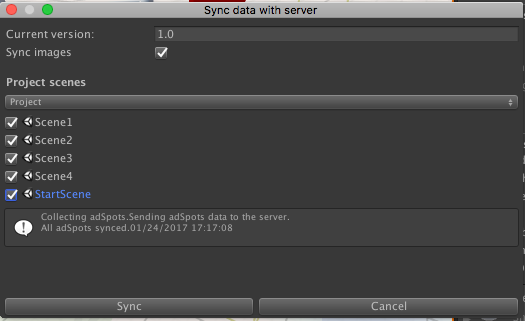 Sync data with server
Current version: 1.0
Sync images
Project scenes
Project
Scene1
Scene2
Scene3
Scene4
StartScene
Collecting adSpots.Sending adSpots data to the server.
All adSpots synced.01/24/2017 17:17:08
Sync Cancel